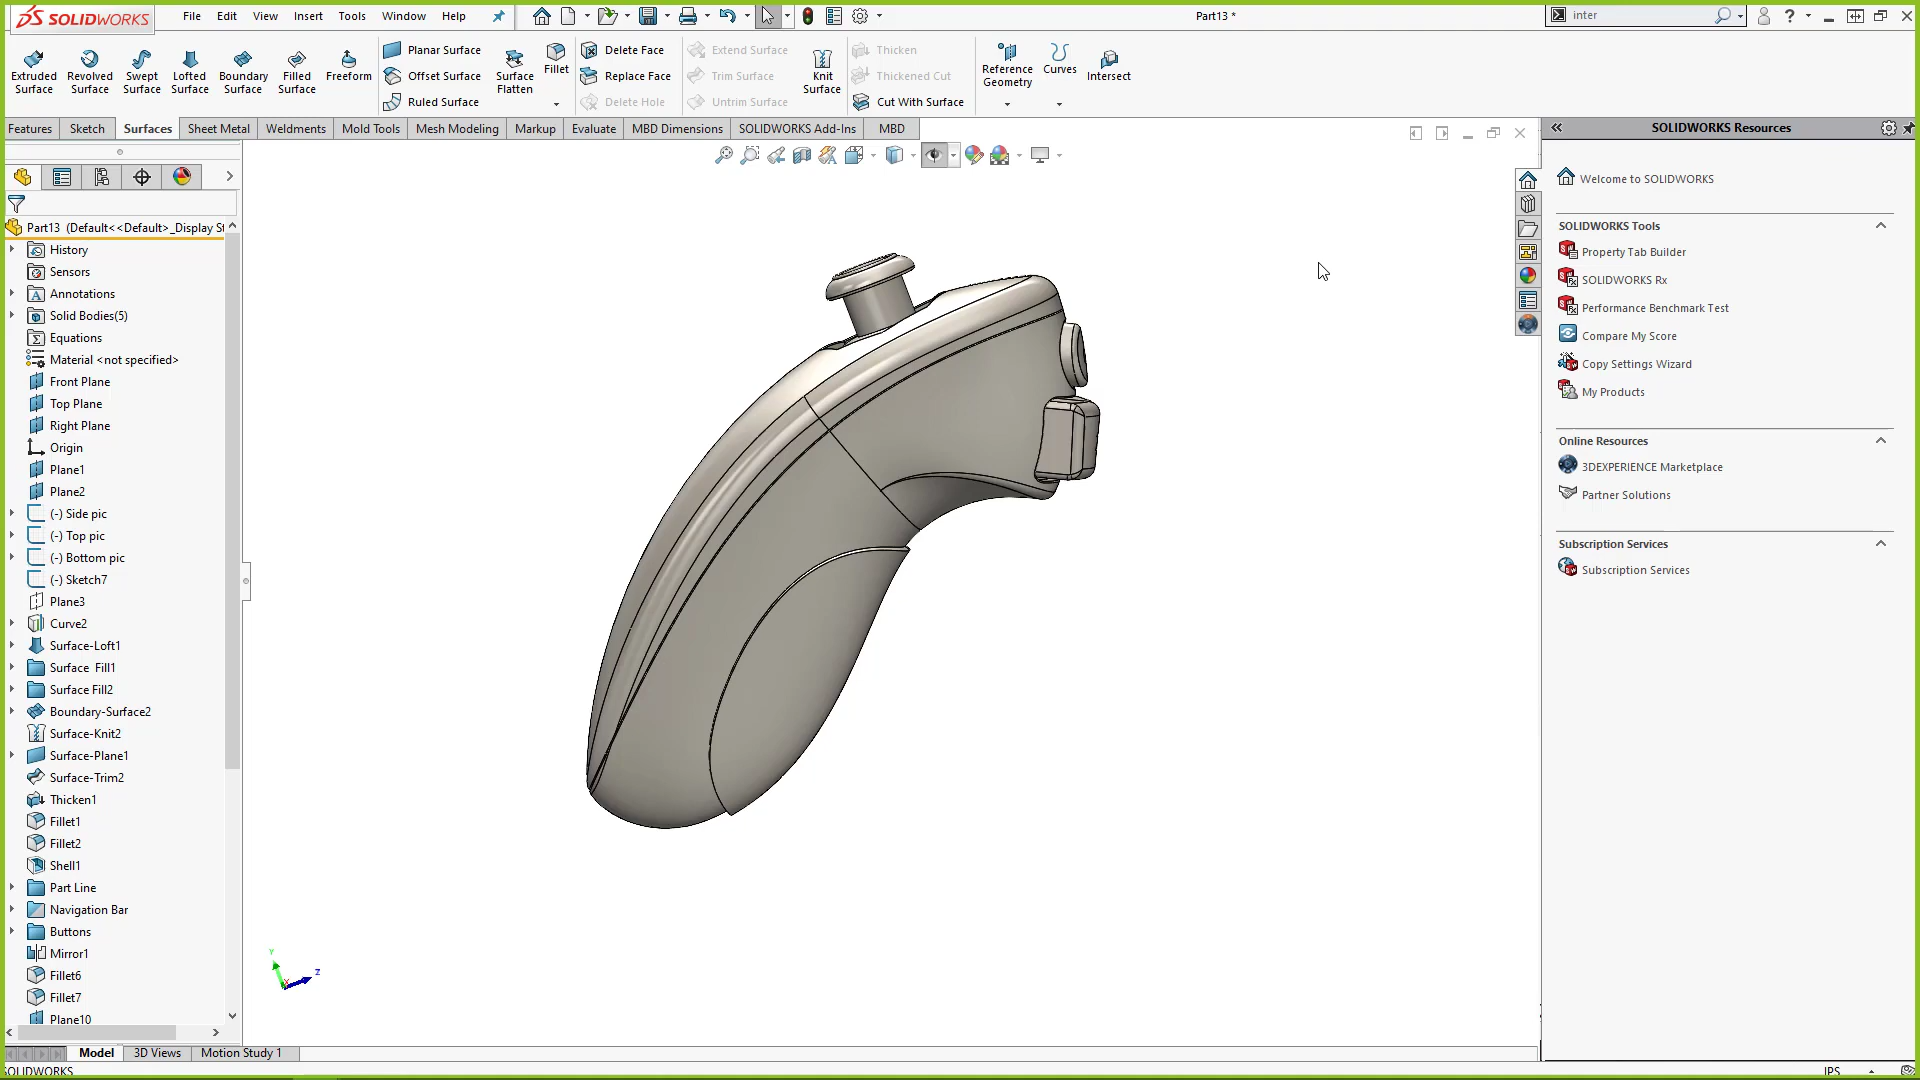 SOLIDWORKS File Edit View Insert Tools Window Help Part13 * inter
Extruded Surface
Revolved Surface
Swept Surface
Lofted Surface
Boundary Surface
Filled Surface
Freeform
Planar Surface
Offset Surface
Ruled Surface
Surface Flatten
Fillet
Delete Face
Replace Face
Delete Hole
Extend Surface
Trim Surface
Untrim Surface
Knit Surface
Thicken
Thickened Cut
Cut With Surface
Reference Geometry
Curves
Intersect
Features Sketch Surfaces Sheet Metal Weldments Mold Tools Mesh Modeling Markup Evaluate MBD Dimensions SOLIDWORKS Add-Ins MBD
Part13 (Default<<Default>_Display St
History
Sensors
Annotations
Solid Bodies(5)
Equations
Material <not specified>
Front Plane
Top Plane
Right Plane
Origin
Plane1
Plane2
(-) Side pic
(-) Top pic
(-) Bottom pic
(-) Sketch7
Plane3
Curve2
Surface-Loft1
Surface Fill1
Surface Fill2
Boundary-Surface2
Surface-Knit2
Surface-Plane1
Surface-Trim2
Thicken1
Fillet1
Fillet2
Shell1
Part Line
Navigation Bar
Buttons
Mirror1
Fillet6
Fillet7
Plane10
Y
X
Z
Model 3D Views Motion Study 1
SOLIDWORKS
IPS
SOLIDWORKS Resources
Welcome to SOLIDWORKS
SOLIDWORKS Tools
Property Tab Builder
SOLIDWORKS Rx
Performance Benchmark Test
Compare My Score
Copy Settings Wizard
My Products
Online Resources
3DEXPERIENCE Marketplace
Partner Solutions
Subscription Services
Subscription Services